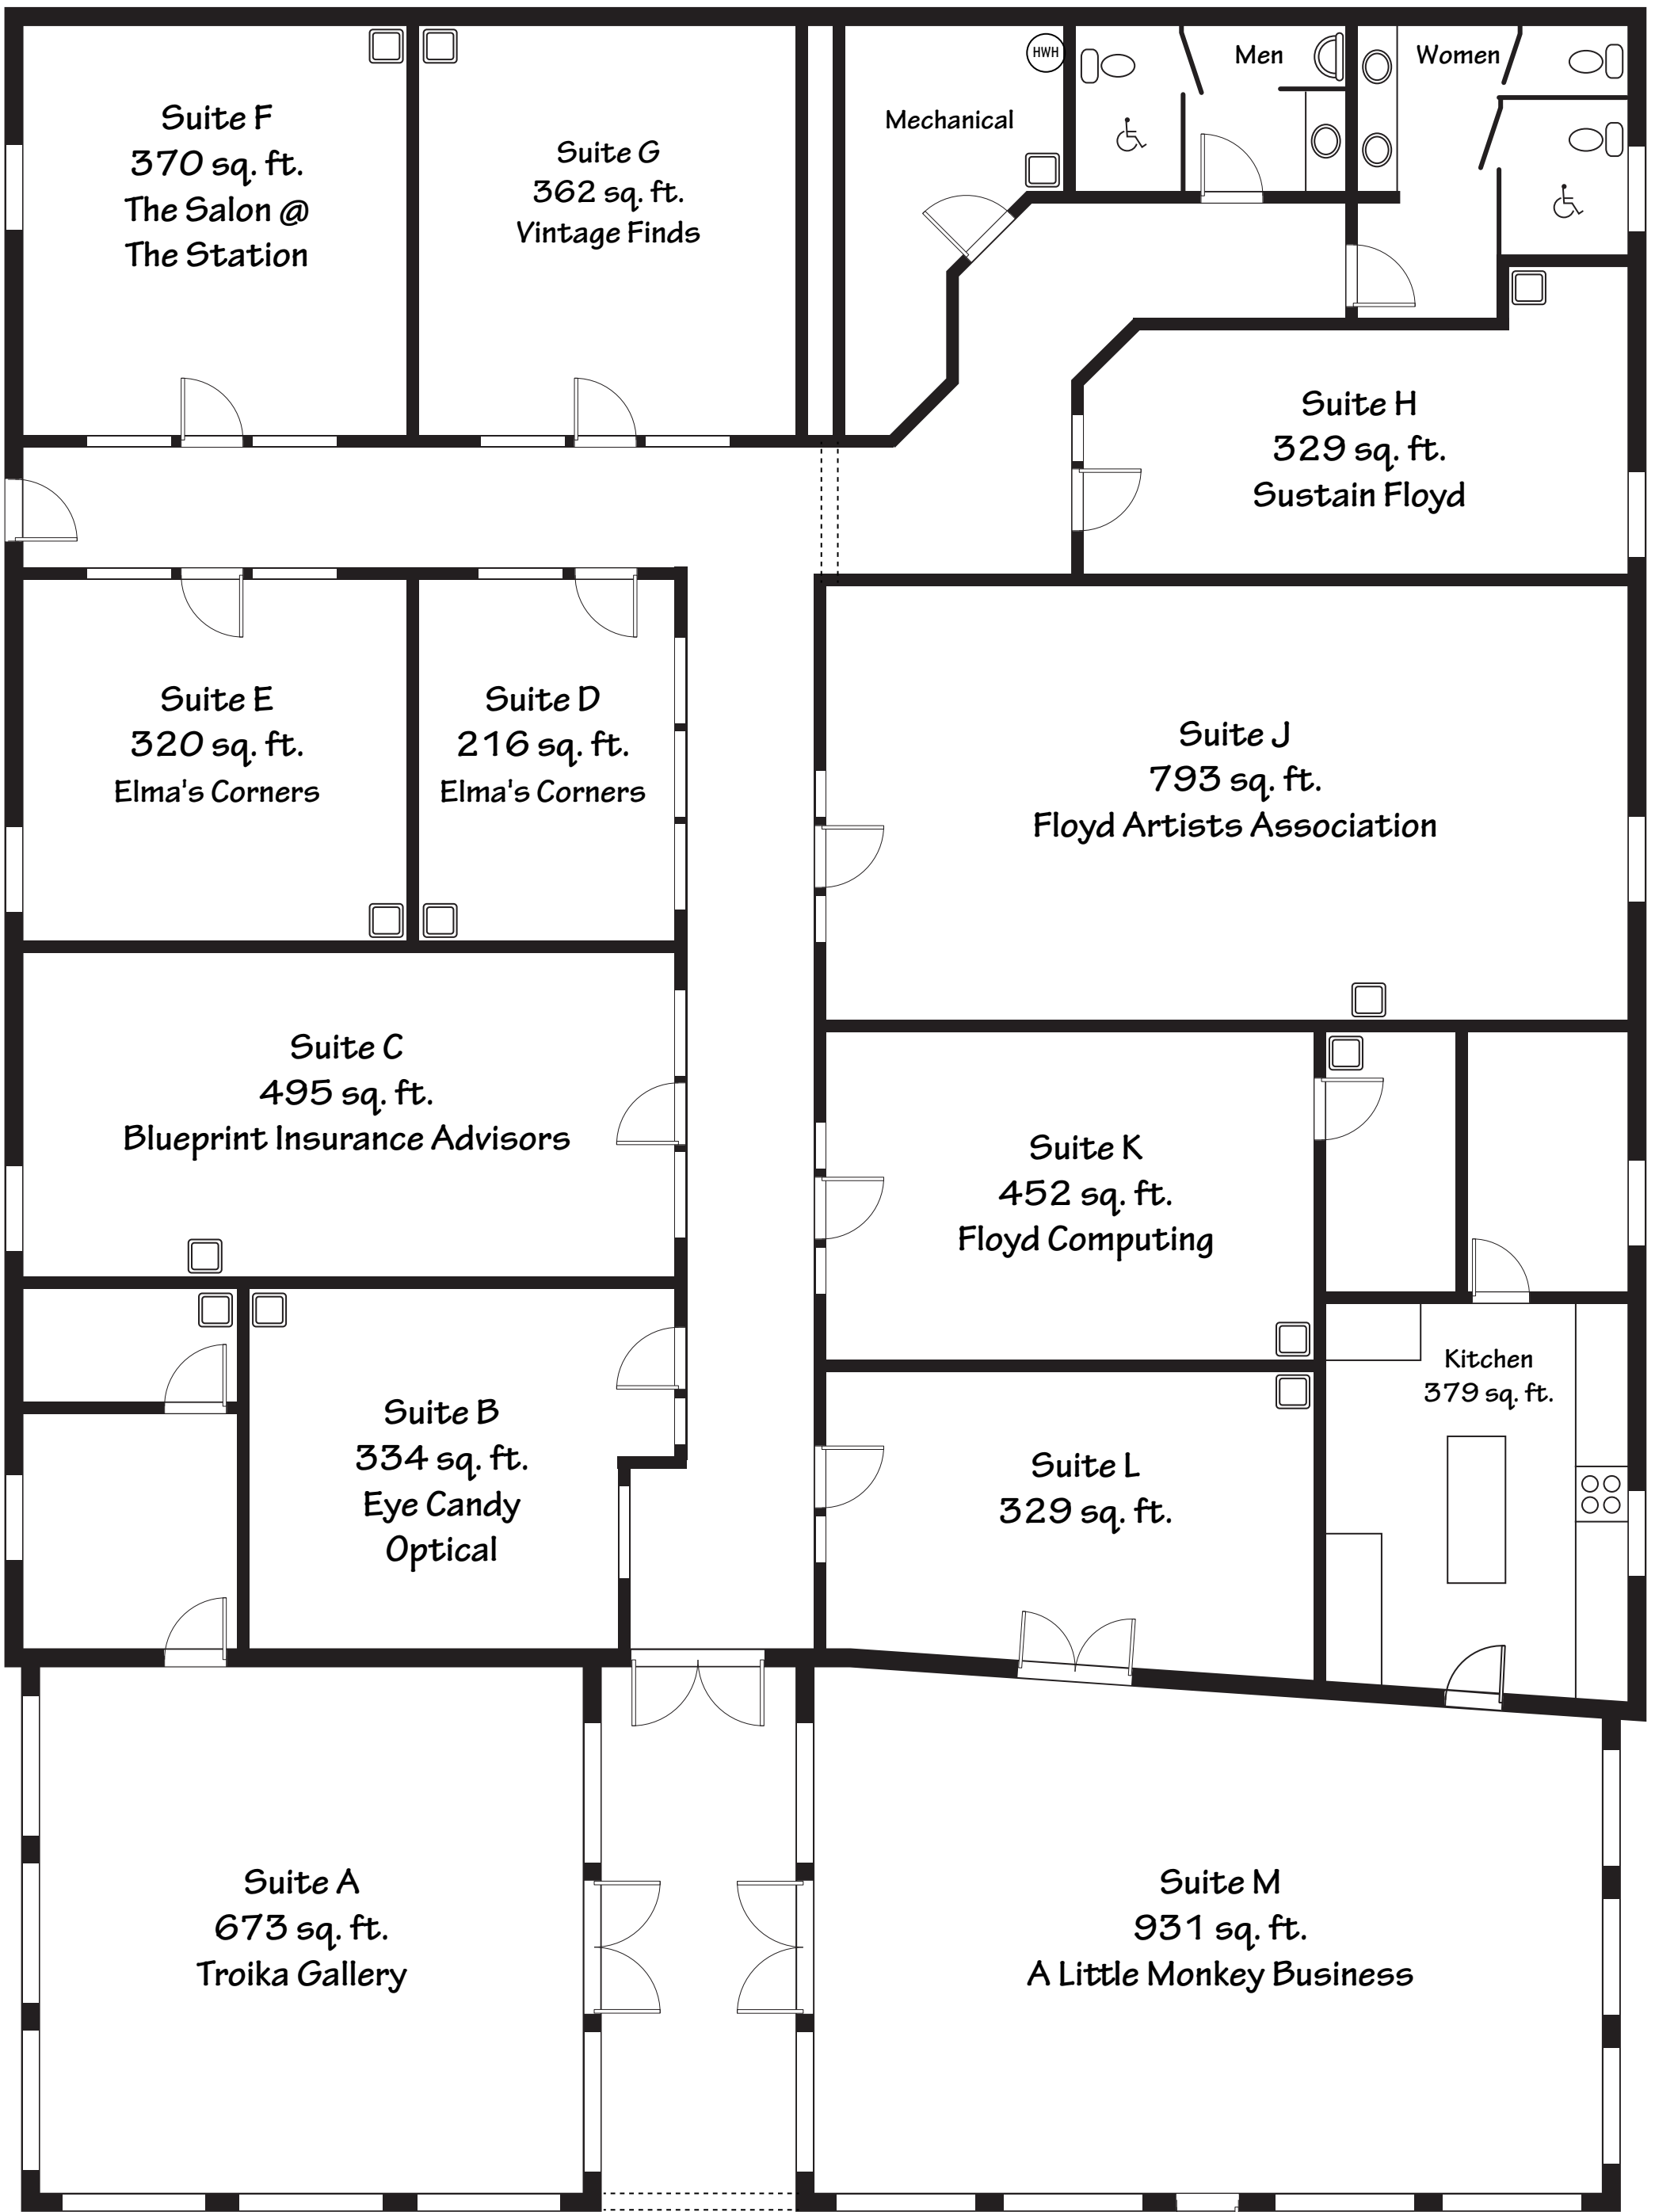 Suite F
370 sq. ft.
The Salon @
The Station
Suite G
362 sq. ft.
Vintage Finds
Mechanical
HWH
Men
Women
Suite H
329 sq. ft.
Sustain Floyd
Suite E
320 sq. ft.
Elma's Corners
Suite D
216 sq. ft.
Elma's Corners
Suite J
793 sq. ft.
Floyd Artists Association
Suite C
495 sq. ft.
Blueprint Insurance Advisors
Suite K
452 sq. ft.
Floyd Computing
Suite B
334 sq. ft.
Eye Candy
Optical
Suite L
329 sq. ft.
Kitchen
379 sq. ft.
Suite A
673 sq. ft.
Troika Gallery
Suite M
931 sq. ft.
A Little Monkey Business